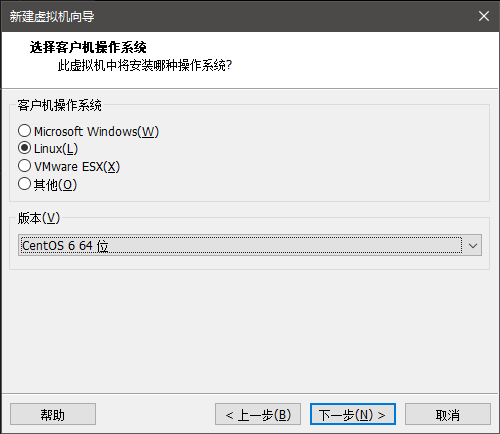 新建虚拟机向导
选择客户机操作系统
此虚拟机中将安装哪种操作系统?
客户机操作系统
Microsoft Windows(W)
Linux(L)
VMware ESX(X)
其他(O)
版本(V)
CentOS 6 64 位
帮助
< 上一步(B)
下一步(N) >
取消